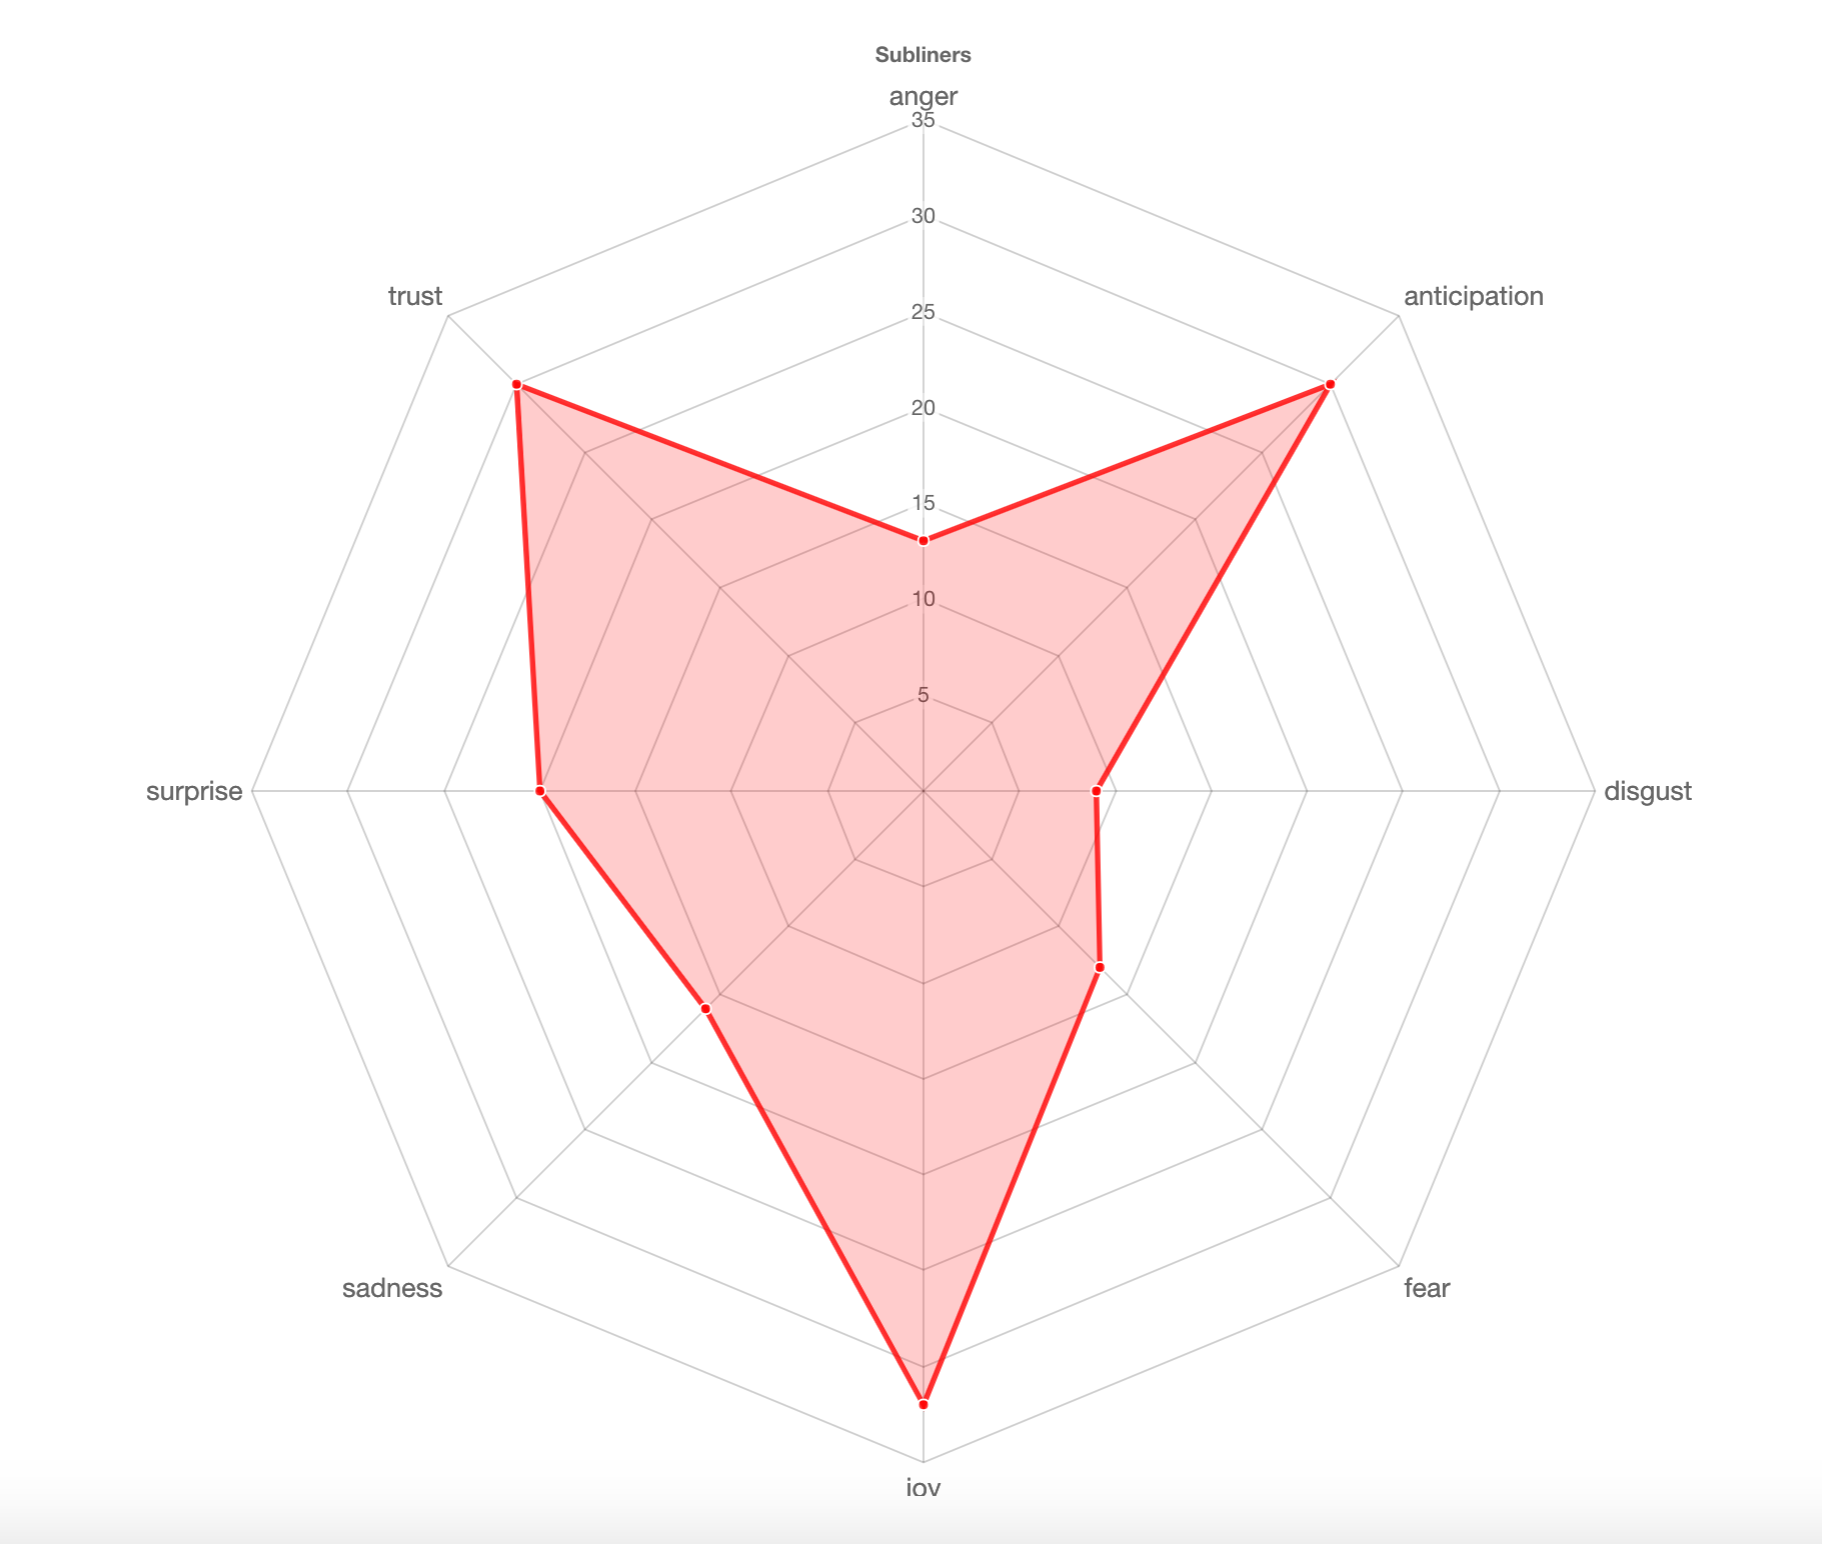 Subliners
anger
35
30
trust
anticipation
25
20
15
10
5
surprise
disgust
sadness
fear
joy